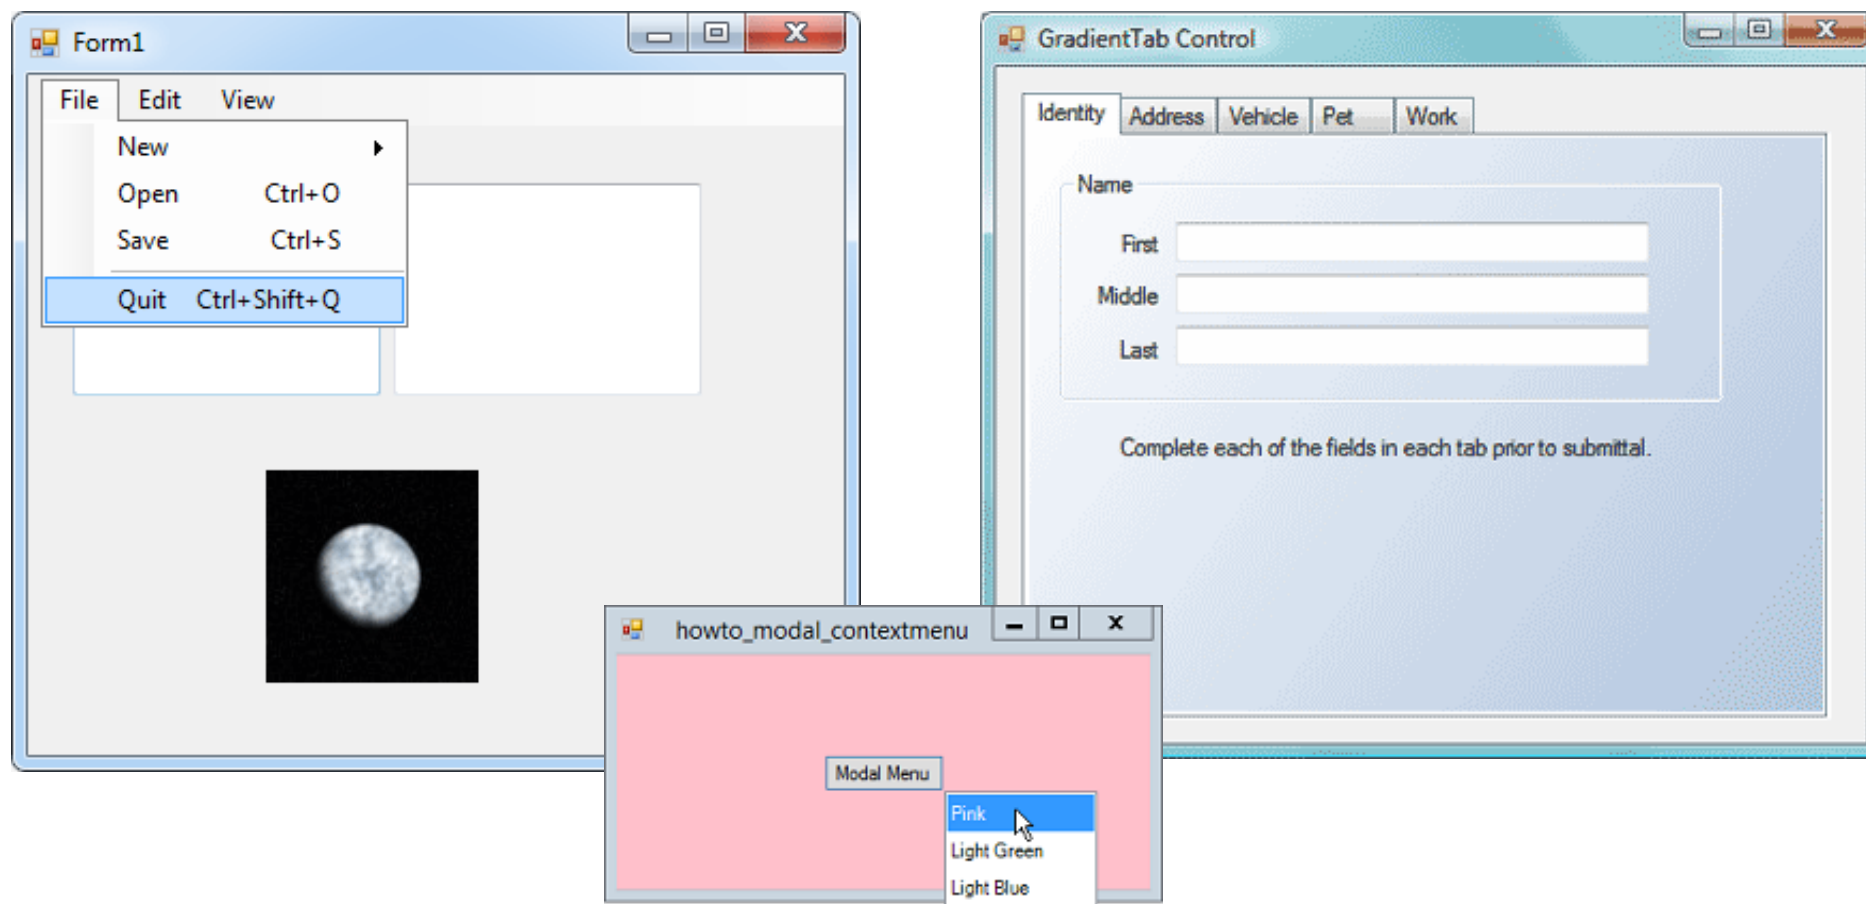 Form1
File Edit View
New
Open Ctrl+O
Save Ctrl+S
Quit Ctrl+Shift+Q
GradientTab Control
Identity Address Vehicle Pet Work
Name
First
Middle
Last
Complete each of the fields in each tab prior to submittal.
howto_modal_contextmenu
Modal Menu
Pink
Light Green
Light Blue